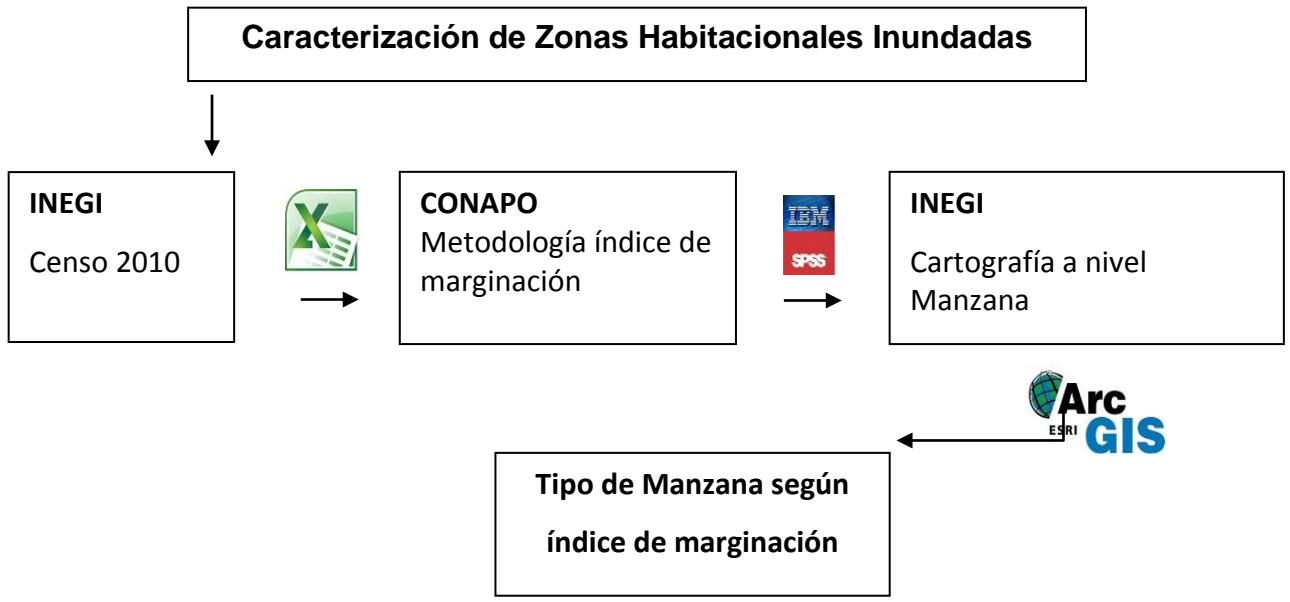 Caracterización de Zonas Habitacionales Inundadas
INEGI
Censo 2010
CONAPO
Metodología índice de
marginación
IBM
SPSS
INEGI
Cartografía a nivel
Manzana
Arc
ESRI
GIS
Tipo de Manzana según
índice de marginación